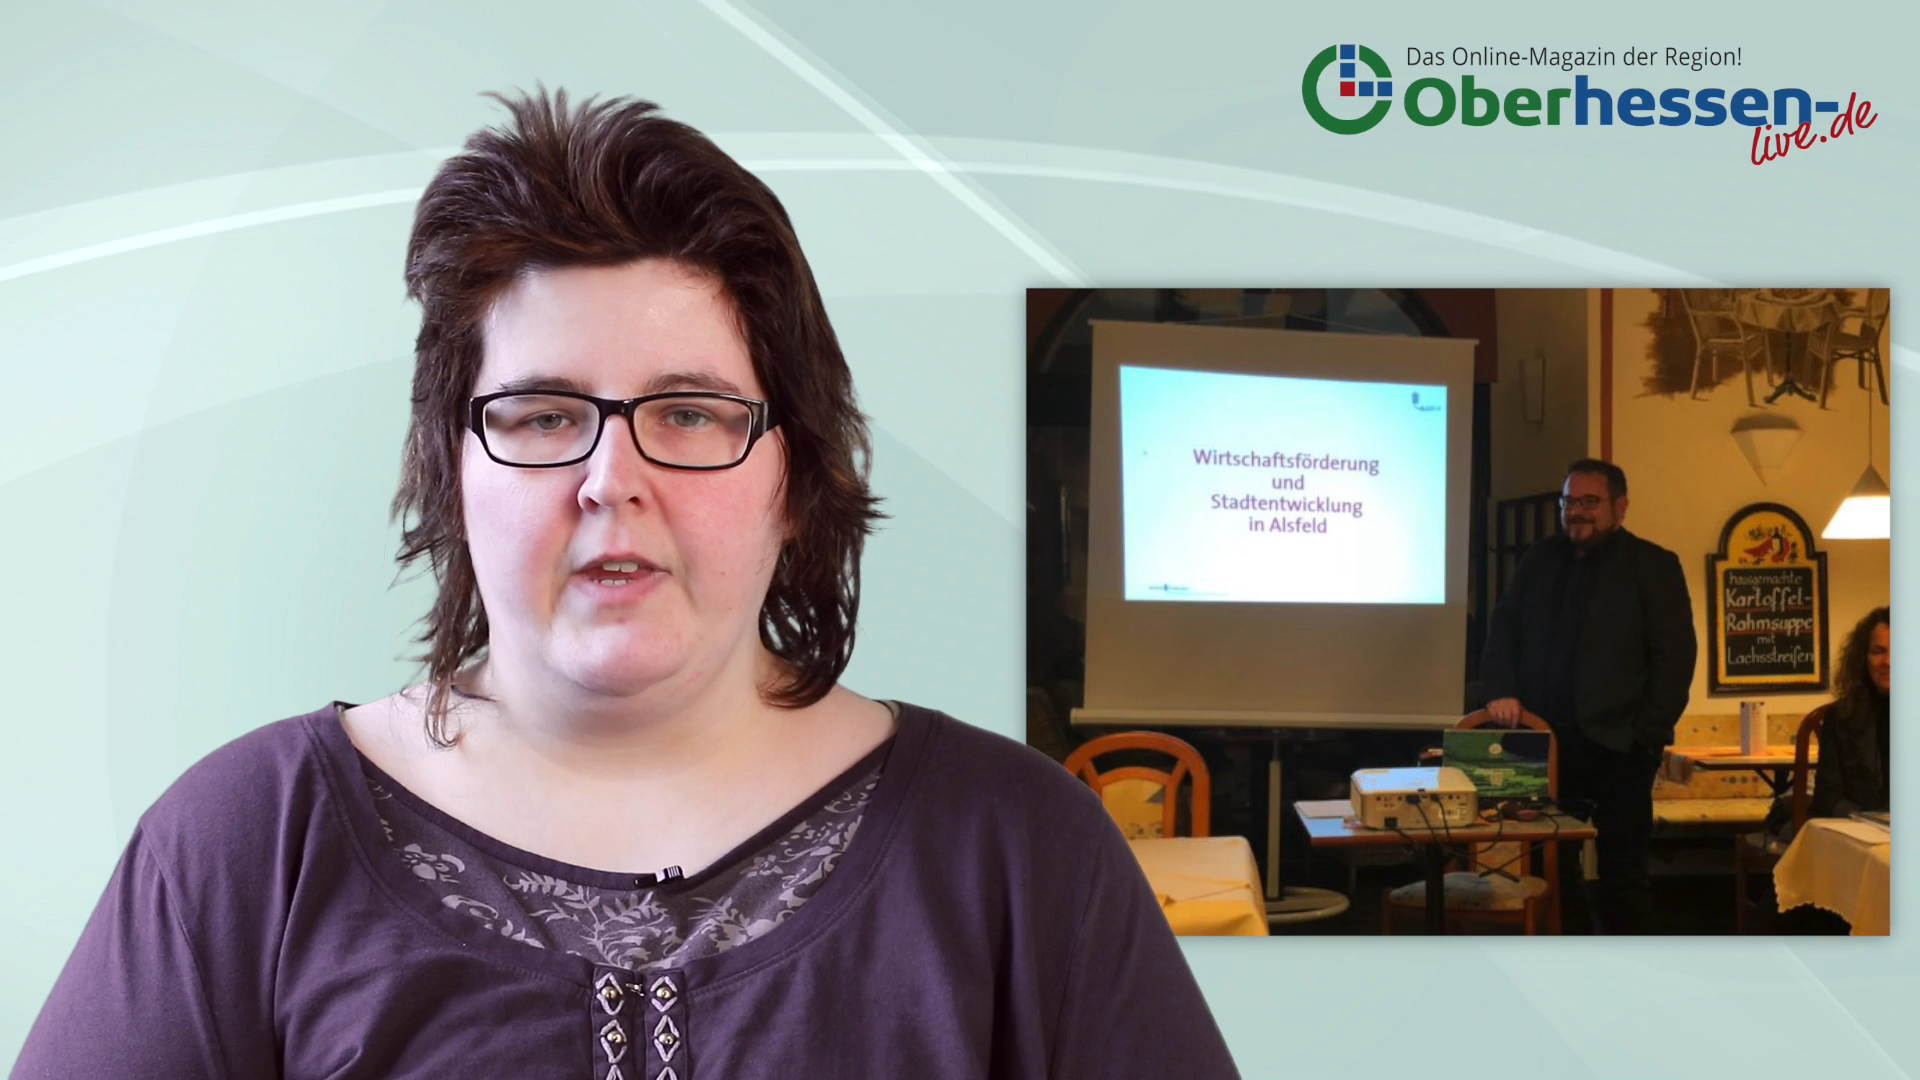 Das Online-Magazin der Region!
Oberhessen-
live.de
Wirtschaftsförderung
und
Stadtentwicklung
in Alsfeld
hausgemachte
Kartoffel-
Rahmsuppe
mit
Lachsstreifen